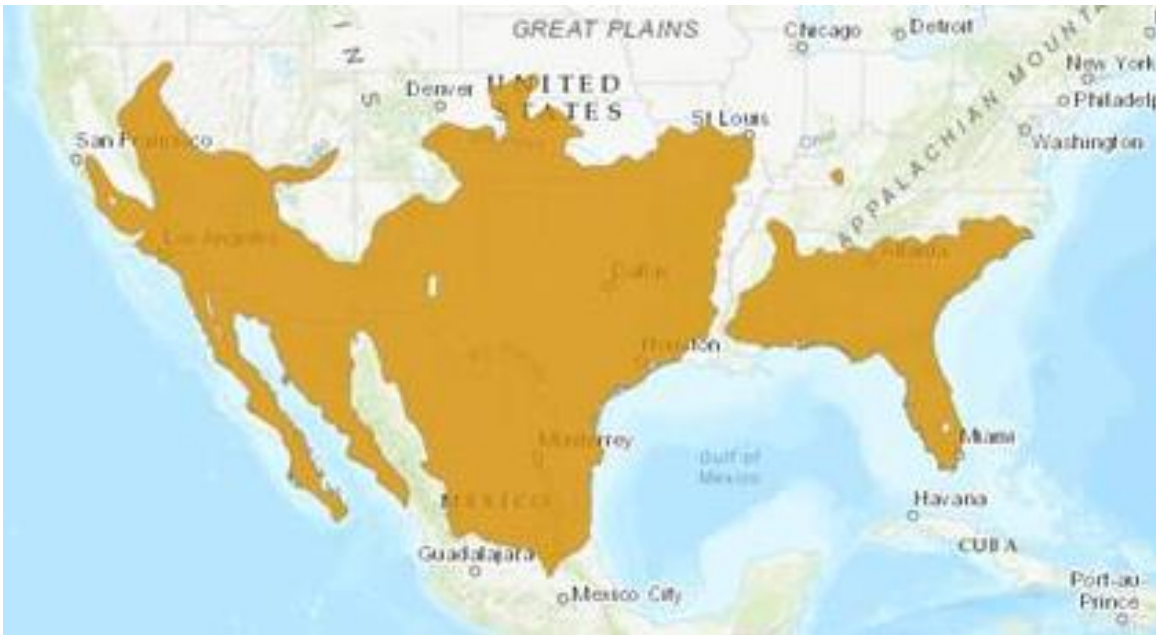 GREAT PLAINS
Chicago
Detroit
I
N
S
New York
Denver
UNITED
STATES
Philadelp
St Louis
Washington
San Francisco
APPALACHIAN MOUNTA
Los Angeles
Atlanta
Dallas
Houston
Monterrey
Miami
Gulf of
Mexico
MEXICO
Havana
CUBA
Guadalajara
Mexico City
Port-au-
Prince